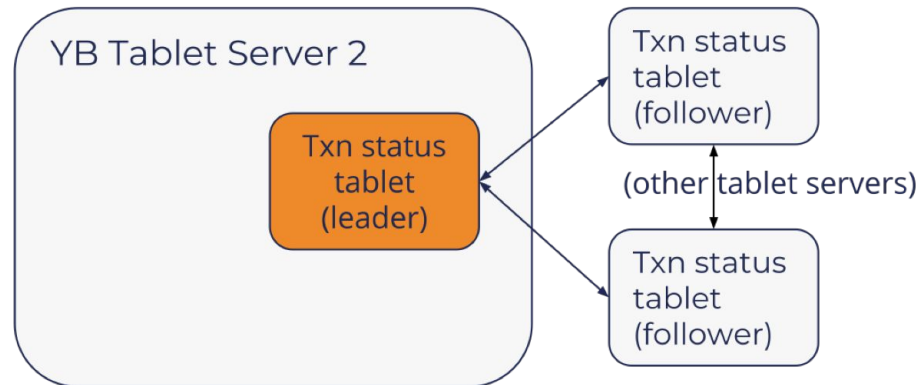 YB Tablet Server 2
Txn status
tablet
(leader)
Txn status
tablet
(follower)
(other tablet servers)
Txn status
tablet
(follower)